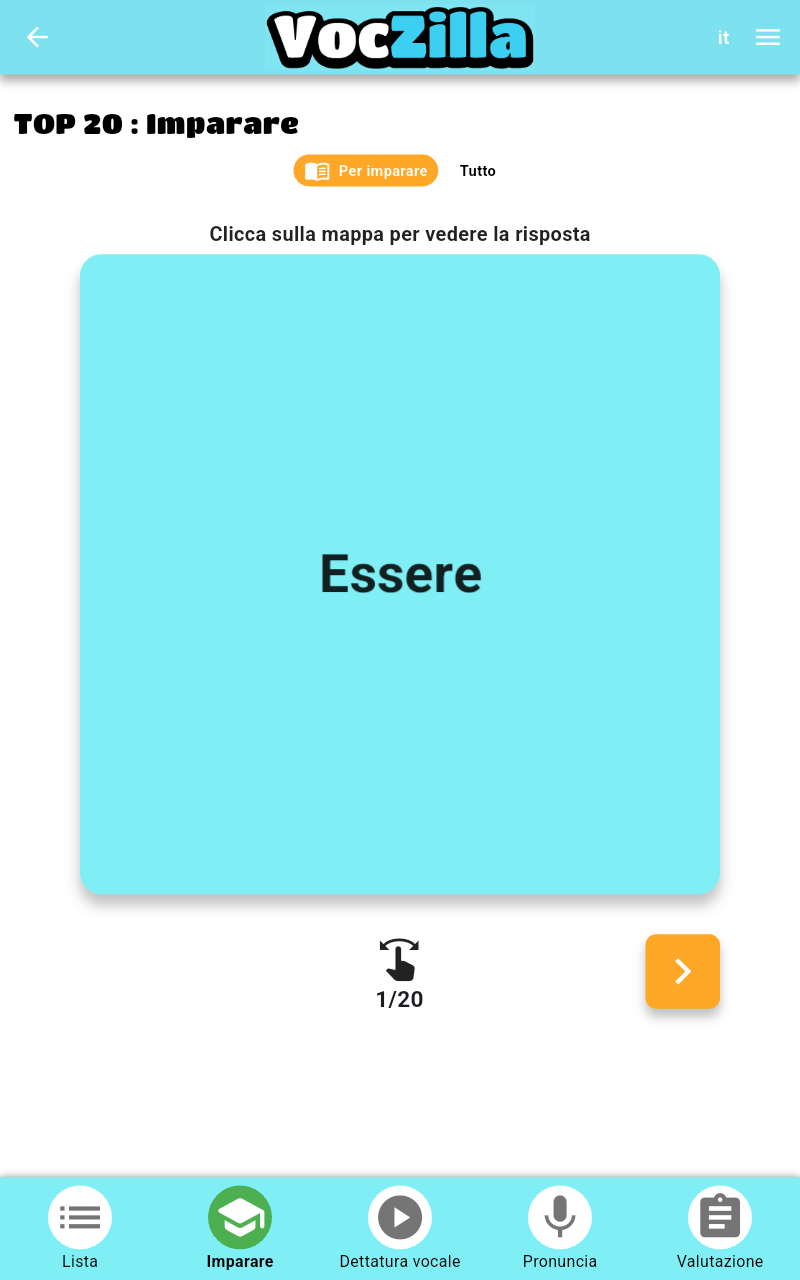 VocZilla
it
TOP 20 : Imparare
Per imparare
Tutto
Clicca sulla mappa per vedere la risposta
Essere
1/20
Lista
Imparare
Dettatura vocale
Pronuncia
Valutazione